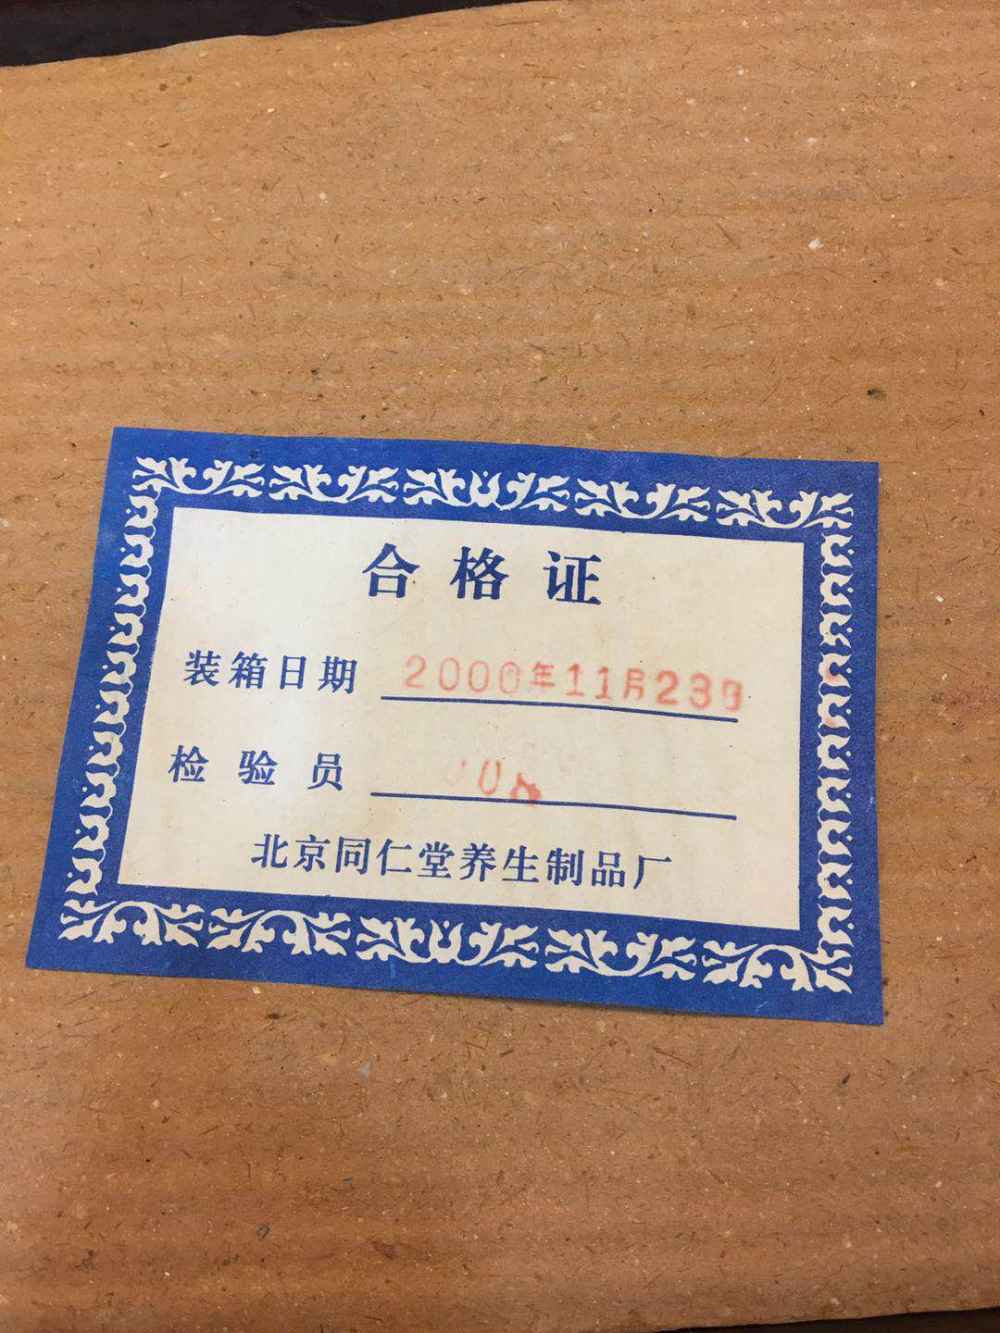 合格证
装箱日期 2000年11月23日
检验员
北京同仁堂养生制品厂